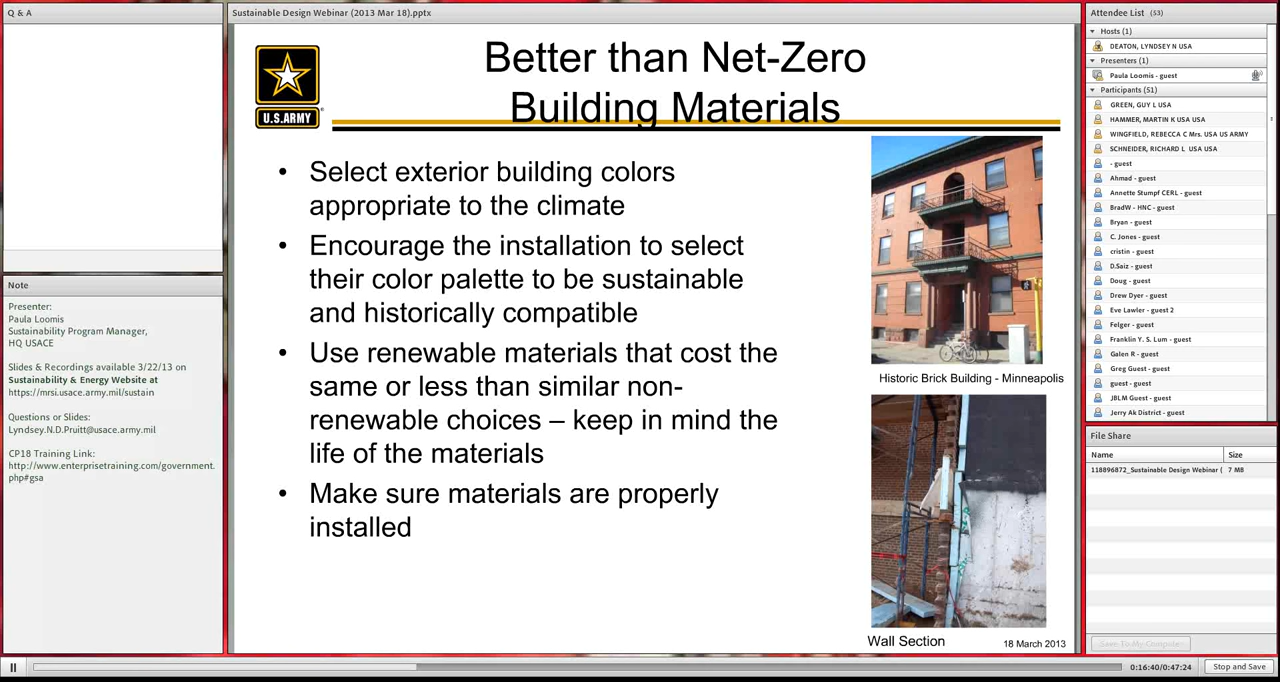 Q & A
Note
Presenter:
Paula Loomis
Sustainability Program Manager,
HQ USACE
Slides & Recordings available 3/22/13 on
Sustainability & Energy Website at
https://mrsi.usace.army.mil/sustain
Questions or Slides:
Lyndsey.N.D.Pruitt@usace.army.mil
CP18 Training Link:
http://www.enterprisetraining.com/government.
php#gsa
Sustainable Design Webinar (2013 Mar 18).pptx
U.S.ARMY
Better than Net-Zero
Building Materials
• Select exterior building colors
appropriate to the climate
• Encourage the installation to select
their color palette to be sustainable
and historically compatible
• Use renewable materials that cost the
same or less than similar non-
renewable choices – keep in mind the
life of the materials
• Make sure materials are properly
installed
Historic Brick Building - Minneapolis
Wall Section
18 March 2013
Attendee List (53)
Hosts (1)
DEATON, LYNDSEY N USA
Presenters (1)
Paula Loomis - guest
Participants (51)
GREEN, GUY L USA
HAMMER, MARTIN K USA USA
WINGFIELD, REBECCA C Mrs. USA US ARMY
SCHNEIDER, RICHARD L USA USA
- guest
Ahmad - guest
Annette Stumpf CERL - guest
BradW - HNC - guest
Bryan - guest
C. Jones - guest
cristin - guest
D.Saiz - guest
Doug - guest
Drew Dyer - guest
Eve Lawler - guest 2
Felger - guest
Franklin Y. S. Lum - guest
Galen R - guest
Greg Guest - guest
guest - guest
JBLM Guest - guest
Jerry Ak District - guest
File Share
Name Size
118896872_Sustainable Design Webinar ( 7 MB
Save To My Computer
0:16:40/0:47:24
Stop and Save